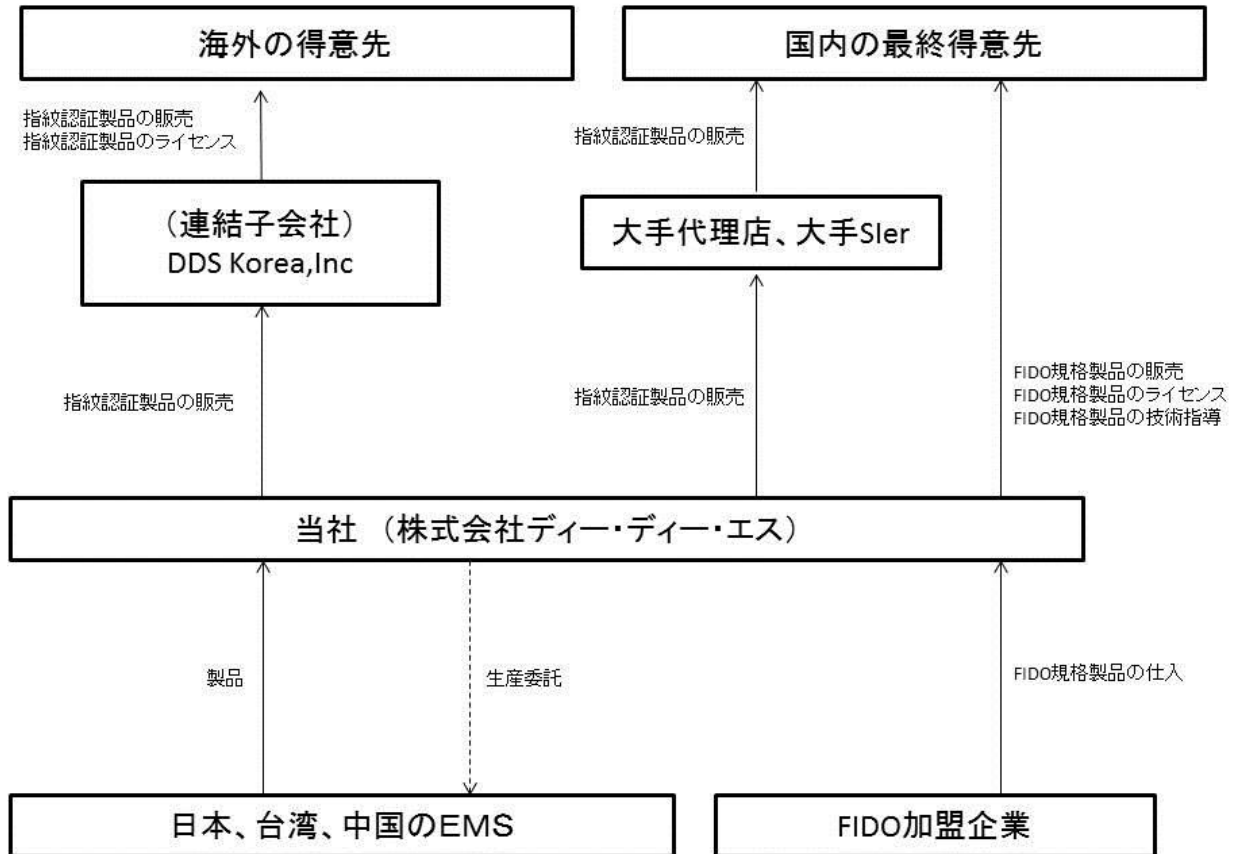 海外の得意先
国内の最終得意先
指紋認証製品の販売
指紋認証製品のライセンス
指紋認証製品の販売
（連結子会社）
DDS Korea,Inc
大手代理店、大手SIer
指紋認証製品の販売
指紋認証製品の販売
FIDO規格製品の販売
FIDO規格製品のライセンス
FIDO規格製品の技術指導
当社 （株式会社ディー・ディー・エス）
製品
生産委託
FIDO規格製品の仕入
日本、台湾、中国のEMS
FIDO加盟企業